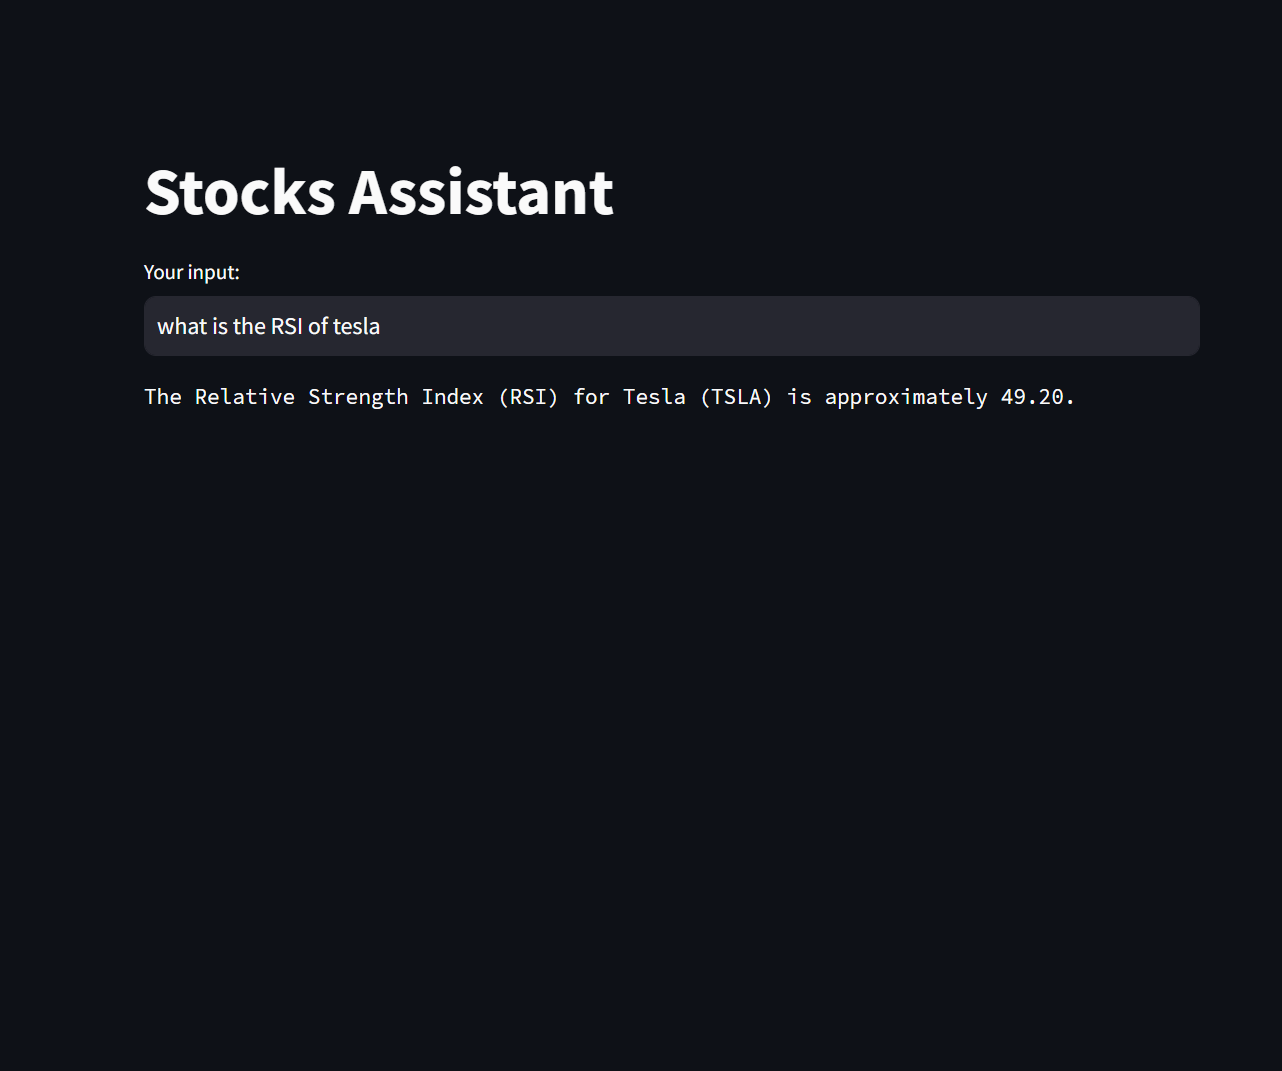 Stocks Assistant
Your input:
what is the RSI of tesla
The Relative Strength Index (RSI) for Tesla (TSLA) is approximately 49.20.